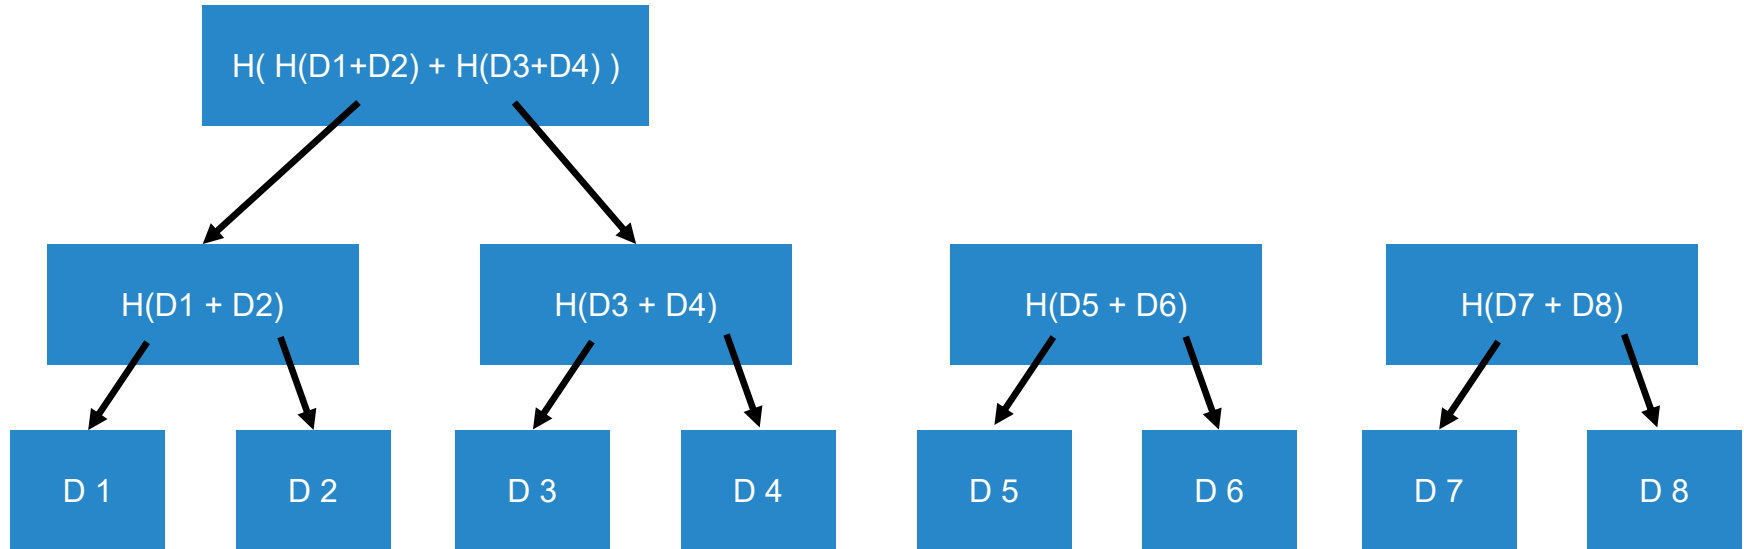 H( H(D1+D2) + H(D3+D4) )
H(D1 + D2)
H(D3 + D4)
H(D5 + D6)
H(D7 + D8)
D 1
D 2
D 3
D 4
D 5
D 6
D 7
D 8